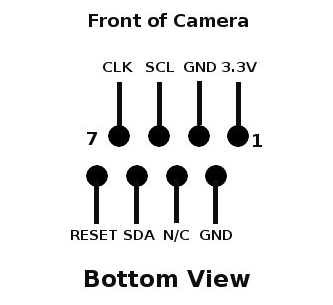 Front of Camera
CLK SCL GND 3.3V
7 1
RESET SDA N/C GND
Bottom View